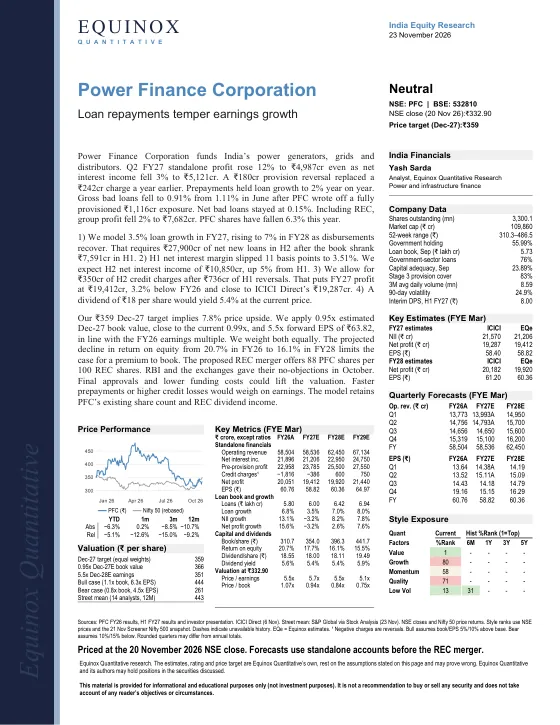 EQUINOX
QUANTITATIVE
India Equity Research
23 November 2026
Power Finance Corporation
Loan repayments temper earnings growth
Neutral
NSE: PFC | BSE: 532810
NSE close (20 Nov 26):₹332.90
Price target (Dec-27):₹359
Power Finance Corporation funds India's power generators, grids and
distributors. Q2 FY27 standalone profit rose 12% to ₹4,987cr even as net
interest income fell 3% to ₹5,121cr. A ₹180cr provision reversal replaced a
₹242cr charge a year earlier. Prepayments held loan growth to 2% year on year.
Gross bad loans fell to 0.91% from 1.11% in June after PFC wrote off a fully
provisioned ₹1,116cr exposure. Net bad loans stayed at 0.15%. Including REC,
group profit fell 2% to ₹7,682cr. PFC shares have fallen 6.3% this year.
1) We model 3.5% loan growth in FY27, rising to 7% in FY28 as disbursements
recover. That requires ₹27,900cr of net new loans in H2 after the book shrank
₹7,591cr in H1. 2) H1 net interest margin slipped 11 basis points to 3.51%.
We expect H2 net interest income of ₹10,850cr, up 5% from H1. 3) We allow for
₹350cr of H2 credit charges after ₹736cr of H1 reversals. That puts FY27 profit
at ₹19,412cr, 3.2% below FY26 and close to ICICI Direct's ₹19,287cr. 4) A
dividend of ₹18 per share would yield 5.4% at the current price.
Our ₹359 Dec-27 target implies 7.8% price upside. We apply 0.95x estimated
Dec-27 book value, close to the current 0.99x, and 5.5x forward EPS of ₹63.82,
in line with the FY26 earnings multiple. We weight both equally. The projected
decline in return on equity from 20.7% in FY26 to 16.1% in FY28 limits the
case for a premium to book. The proposed REC merger offers 88 PFC shares per
100 REC shares. RBI and the exchanges gave their no-objections in October.
Final approvals and lower funding costs could lift the valuation. Faster
prepayments or higher credit losses would weigh on earnings. The model retains
PFC's existing share count and REC dividend income.
India Financials
Yash Sarda
Analyst, Equinox Quantitative Research
Power and infrastructure finance
Company Data
Shares outstanding (mn) 3,300.1
Market cap (₹ cr) 109,860
52-week range (₹) 310.3–486.5
Government holding 55.99%
Loan book, Sep (₹ lakh cr) 5.73
Government-sector loans 76%
Capital adequacy, Sep 23.89%
Stage 3 provision cover 83%
3M avg daily volume (mn) 8.59
90-day volatility 24.9%
Interim DPS, H1 FY27 (₹) 8.00
Key Estimates (FYE Mar)
FY27 estimates ICICI EQe
NII (₹ cr) 21,570 21,206
Net profit (₹ cr) 19,287 19,412
EPS (₹) 58.40 58.82
FY28 estimates ICICI EQe
Net profit (₹ cr) 20,182 19,920
EPS (₹) 61.20 60.36
Quarterly Forecasts (FYE Mar)
Op. rev. (₹ cr) FY26A FY27E FY28E
Q1 13,773 13,993A 14,950
Q2 14,756 14,793A 15,700
Q3 14,656 14,650 15,600
Q4 15,319 15,100 16,200
FY 58,504 58,536 62,450
EPS (₹) FY26A FY27E FY28E
Q1 13.64 14.38A 14.19
Q2 13.52 15.11A 15.09
Q3 14.43 14.18 14.79
Q4 19.16 15.15 16.29
FY 60.76 58.82 60.36
Style Exposure
Quant Current Hist %Rank (1=Top)
Factors %Rank 6M 1Y 3Y 5Y
Value 1 - - - -
Growth 80 - - - -
Momentum 58 - - - -
Quality 71 - - - -
Low Vol 13 31 - - -
Price Performance
450
400
350
300
Jan 26 Apr 26 Jul 26 Oct 26
PFC (₹) Nifty 50 (rebased)
YTD 1m 3m 12m
Abs −6.3% 0.2% −8.5% −10.7%
Rel −5.1% −12.6% −15.0% −9.2%
Valuation (₹ per share)
Dec-27 target (equal weighted) 359
0.95x Dec-27E book value 366
5.5x Dec-28E earnings 351
Bull case (1.1x book, 6.3x EPS) 444
Bear case (0.8x book, 4.5x EPS) 261
Street mean (14 analysts, 12M) 443
Key Metrics (FYE Mar)
₹ crore, except ratios FY26A FY27E FY28E FY29E
Standalone financials
Operating revenue 58,504 58,536 62,450 67,134
Net interest inc. 21,896 21,206 22,950 24,750
Pre-provision profit 22,958 23,785 25,500 27,550
Credit charges* −1,816 −386 600 750
Net profit 20,051 19,412 19,920 21,440
EPS (₹) 60.76 58.82 60.36 64.97
Loan book and growth
Loans (₹ lakh cr) 5.80 6.00 6.42 6.94
Loan growth 6.8% 3.5% 7.0% 8.0%
NII growth 13.1% −3.2% 8.2% 7.8%
Net profit growth 15.6% −3.2% 2.6% 7.6%
Capital and dividends
Book/share (₹) 310.7 354.0 396.3 441.7
Return on equity 20.7% 17.7% 16.1% 15.5%
Dividend/share (₹) 18.55 18.00 18.11 19.49
Dividend yield 5.6% 5.4% 5.4% 5.9%
Valuation at ₹332.90
Price / earnings 5.5x 5.7x 5.5x 5.1x
Price / book 1.07x 0.94x 0.84x 0.75x
Sources: PFC FY26 results, H1 FY27 results and investor presentation. ICICI Direct (6 Nov). Street mean: S&P Global via Stock Analysis (23 Nov). NSE closes and Nifty 50 price returns. Style ranks use NSE
prices and the 21 Nov Screener Nifty 500 snapshot. Dashes indicate unavailable history. EQe = Equinox estimates. * Negative charges are reversals. Bull assumes book/EPS 5%/10% above base. Bear
assumes 10%/15% below. Rounded quarters may differ from annual totals.
Priced at the 20 November 2026 NSE close. Forecasts use standalone accounts before the REC merger.
Equinox Quantitative research. The estimates, rating and price target are Equinox Quantitative's own, rest on the assumptions stated on this page and may prove wrong. Equinox Quantitative
and its authors may hold positions in the securities discussed.
This material is provided for informational and educational purposes only (not investment purposes). It is not a recommendation to buy or sell any security and does not take
account of any reader's objectives or circumstances.
Equinox Quantitative